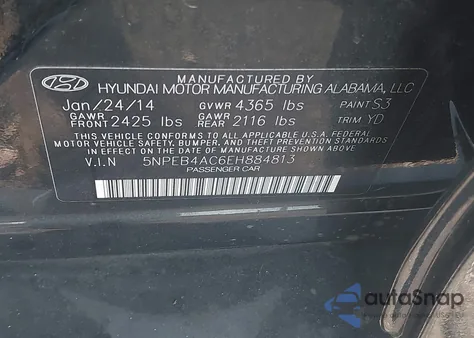 MANUFACTURED BY
HYUNDAI MOTOR MANUFACTURING ALABAMA, LLC
Jan/24/14 GVWR 4365 lbs PAINT S3
GAWR FRONT 2425 lbs GAWR REAR 2116 lbs TRIM YD
THIS VEHICLE CONFORMS TO ALL APPLICABLE U.S. FEDERAL
MOTOR VEHICLE SAFETY, BUMPER, AND THEFT PREVENTION
STANDARDS IN EFFECT ON THE DATE OF MANUFACTURE SHOWN ABOVE.
V.I.N 5NPEB4AC6EH884813
PASSENGER CAR
autoSnap